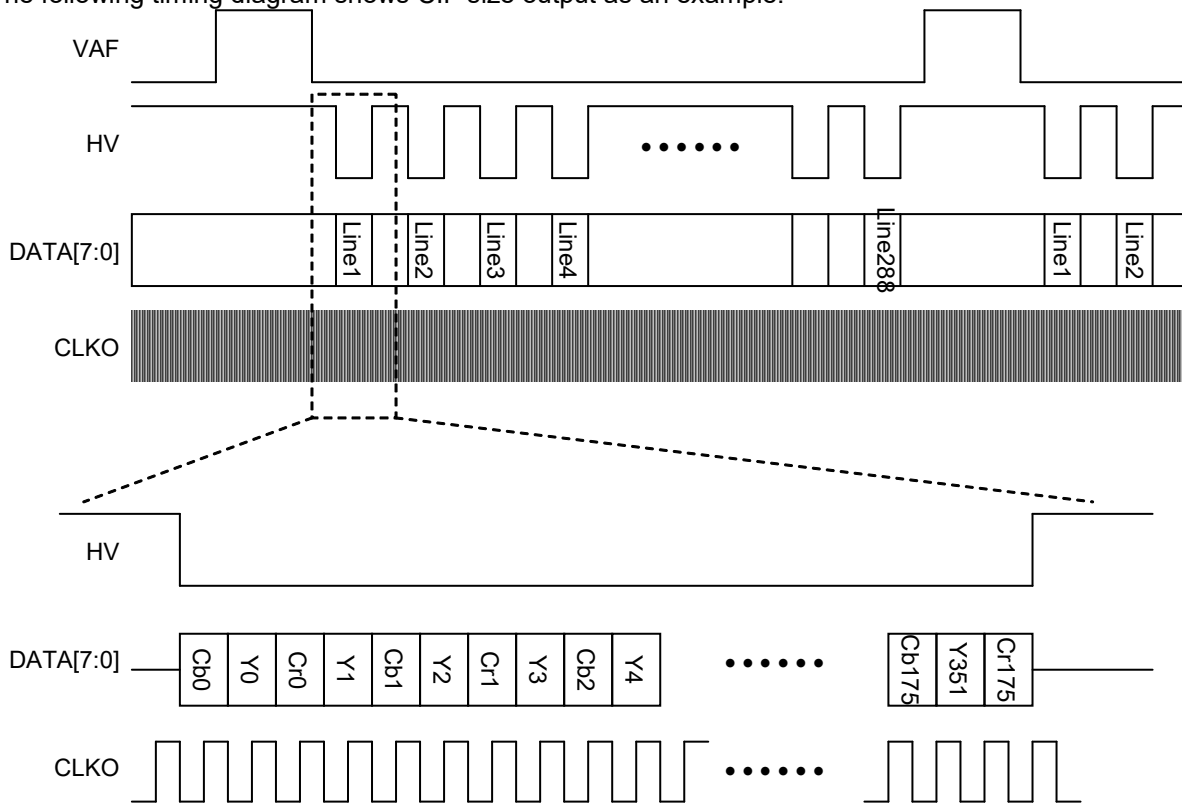 The following timing diagram shows CIF size output as an example.
VAF
HV
DATA[7:0]
Line1
Line2
Line3
Line4
Line288
Line1
Line2
CLKO
HV
DATA[7:0]
Cb0
Y0
Cr0
Y1
Cb1
Y2
Cr1
Y3
Cb2
Y4
Cb175
Y351
Cr175
CLKO